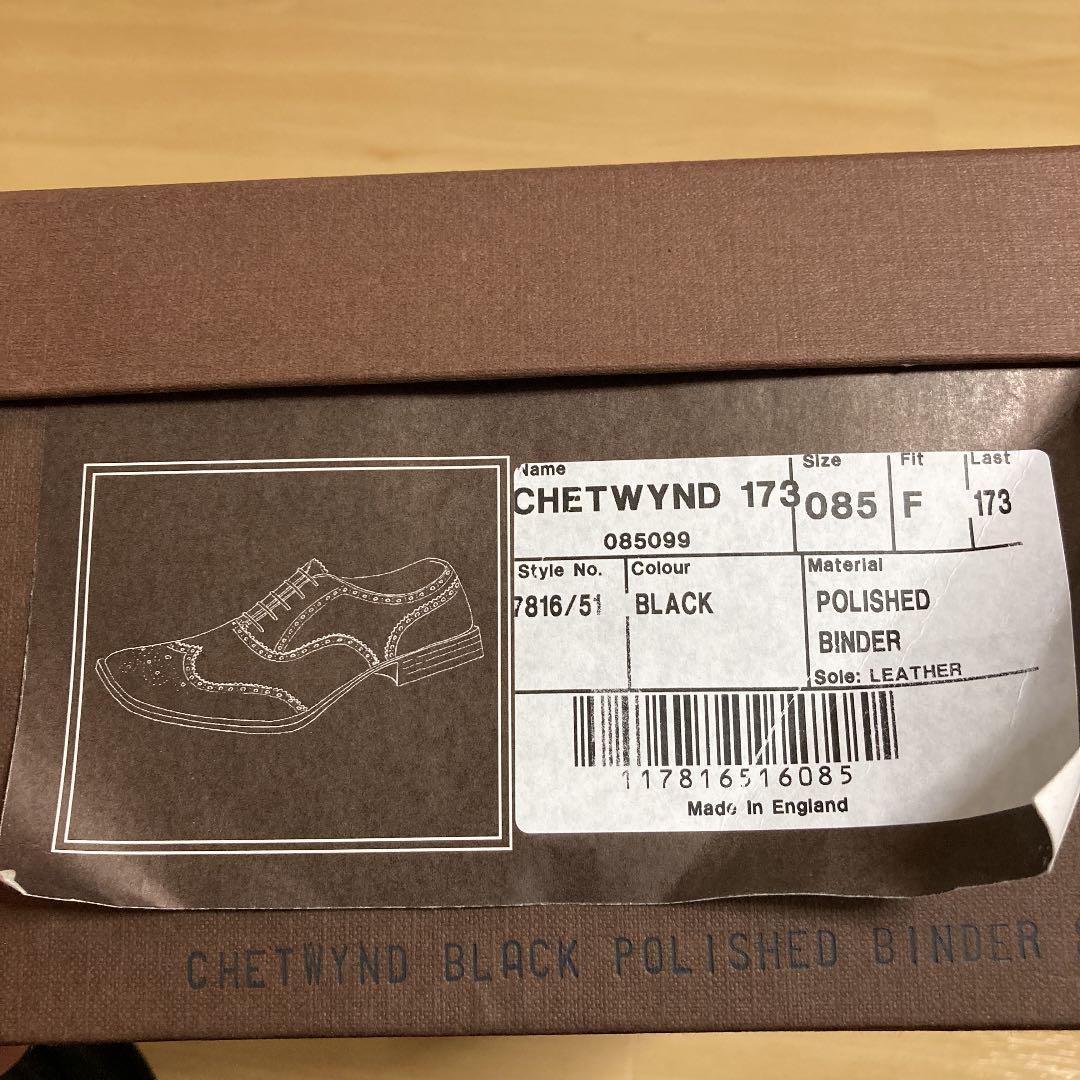 Name
CHETWYND 173
085099
Size
085
Fit
F
Last
173
Style No.
7816/51
Colour
BLACK
Material
POLISHED
BINDER
Sole: LEATHER
117816516085
Made In England
CHETWYND BLACK POLISHED BINDER